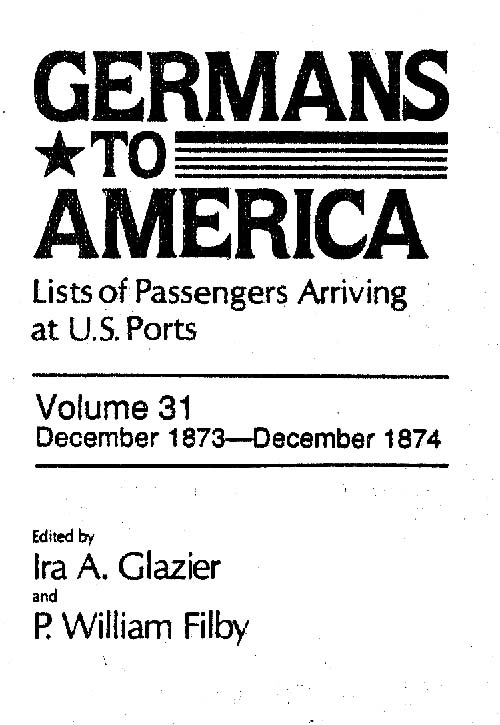 GERMANS
★TO
AMERICA
Lists of Passengers Arriving
at U.S. Ports
Volume 31
December 1873—December 1874
Edited by
Ira A. Glazier
and
P. William Filby